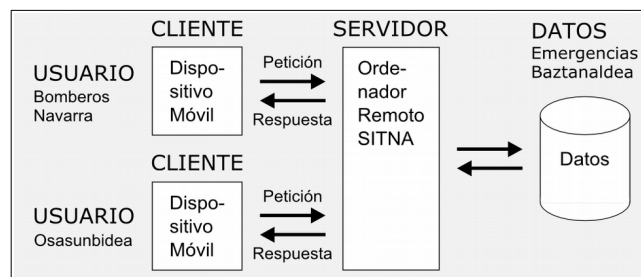 CLIENTE
SERVIDOR
DATOS
Emergencias
Baztanaldea
USUARIO
Bomberos
Navarra
Dispo-
sitivo
Móvil
Petición
Respuesta
Orde-
nador
Remoto
SITNA
Datos
CLIENTE
USUARIO
Osasunbidea
Dispo-
sitivo
Móvil
Petición
Respuesta